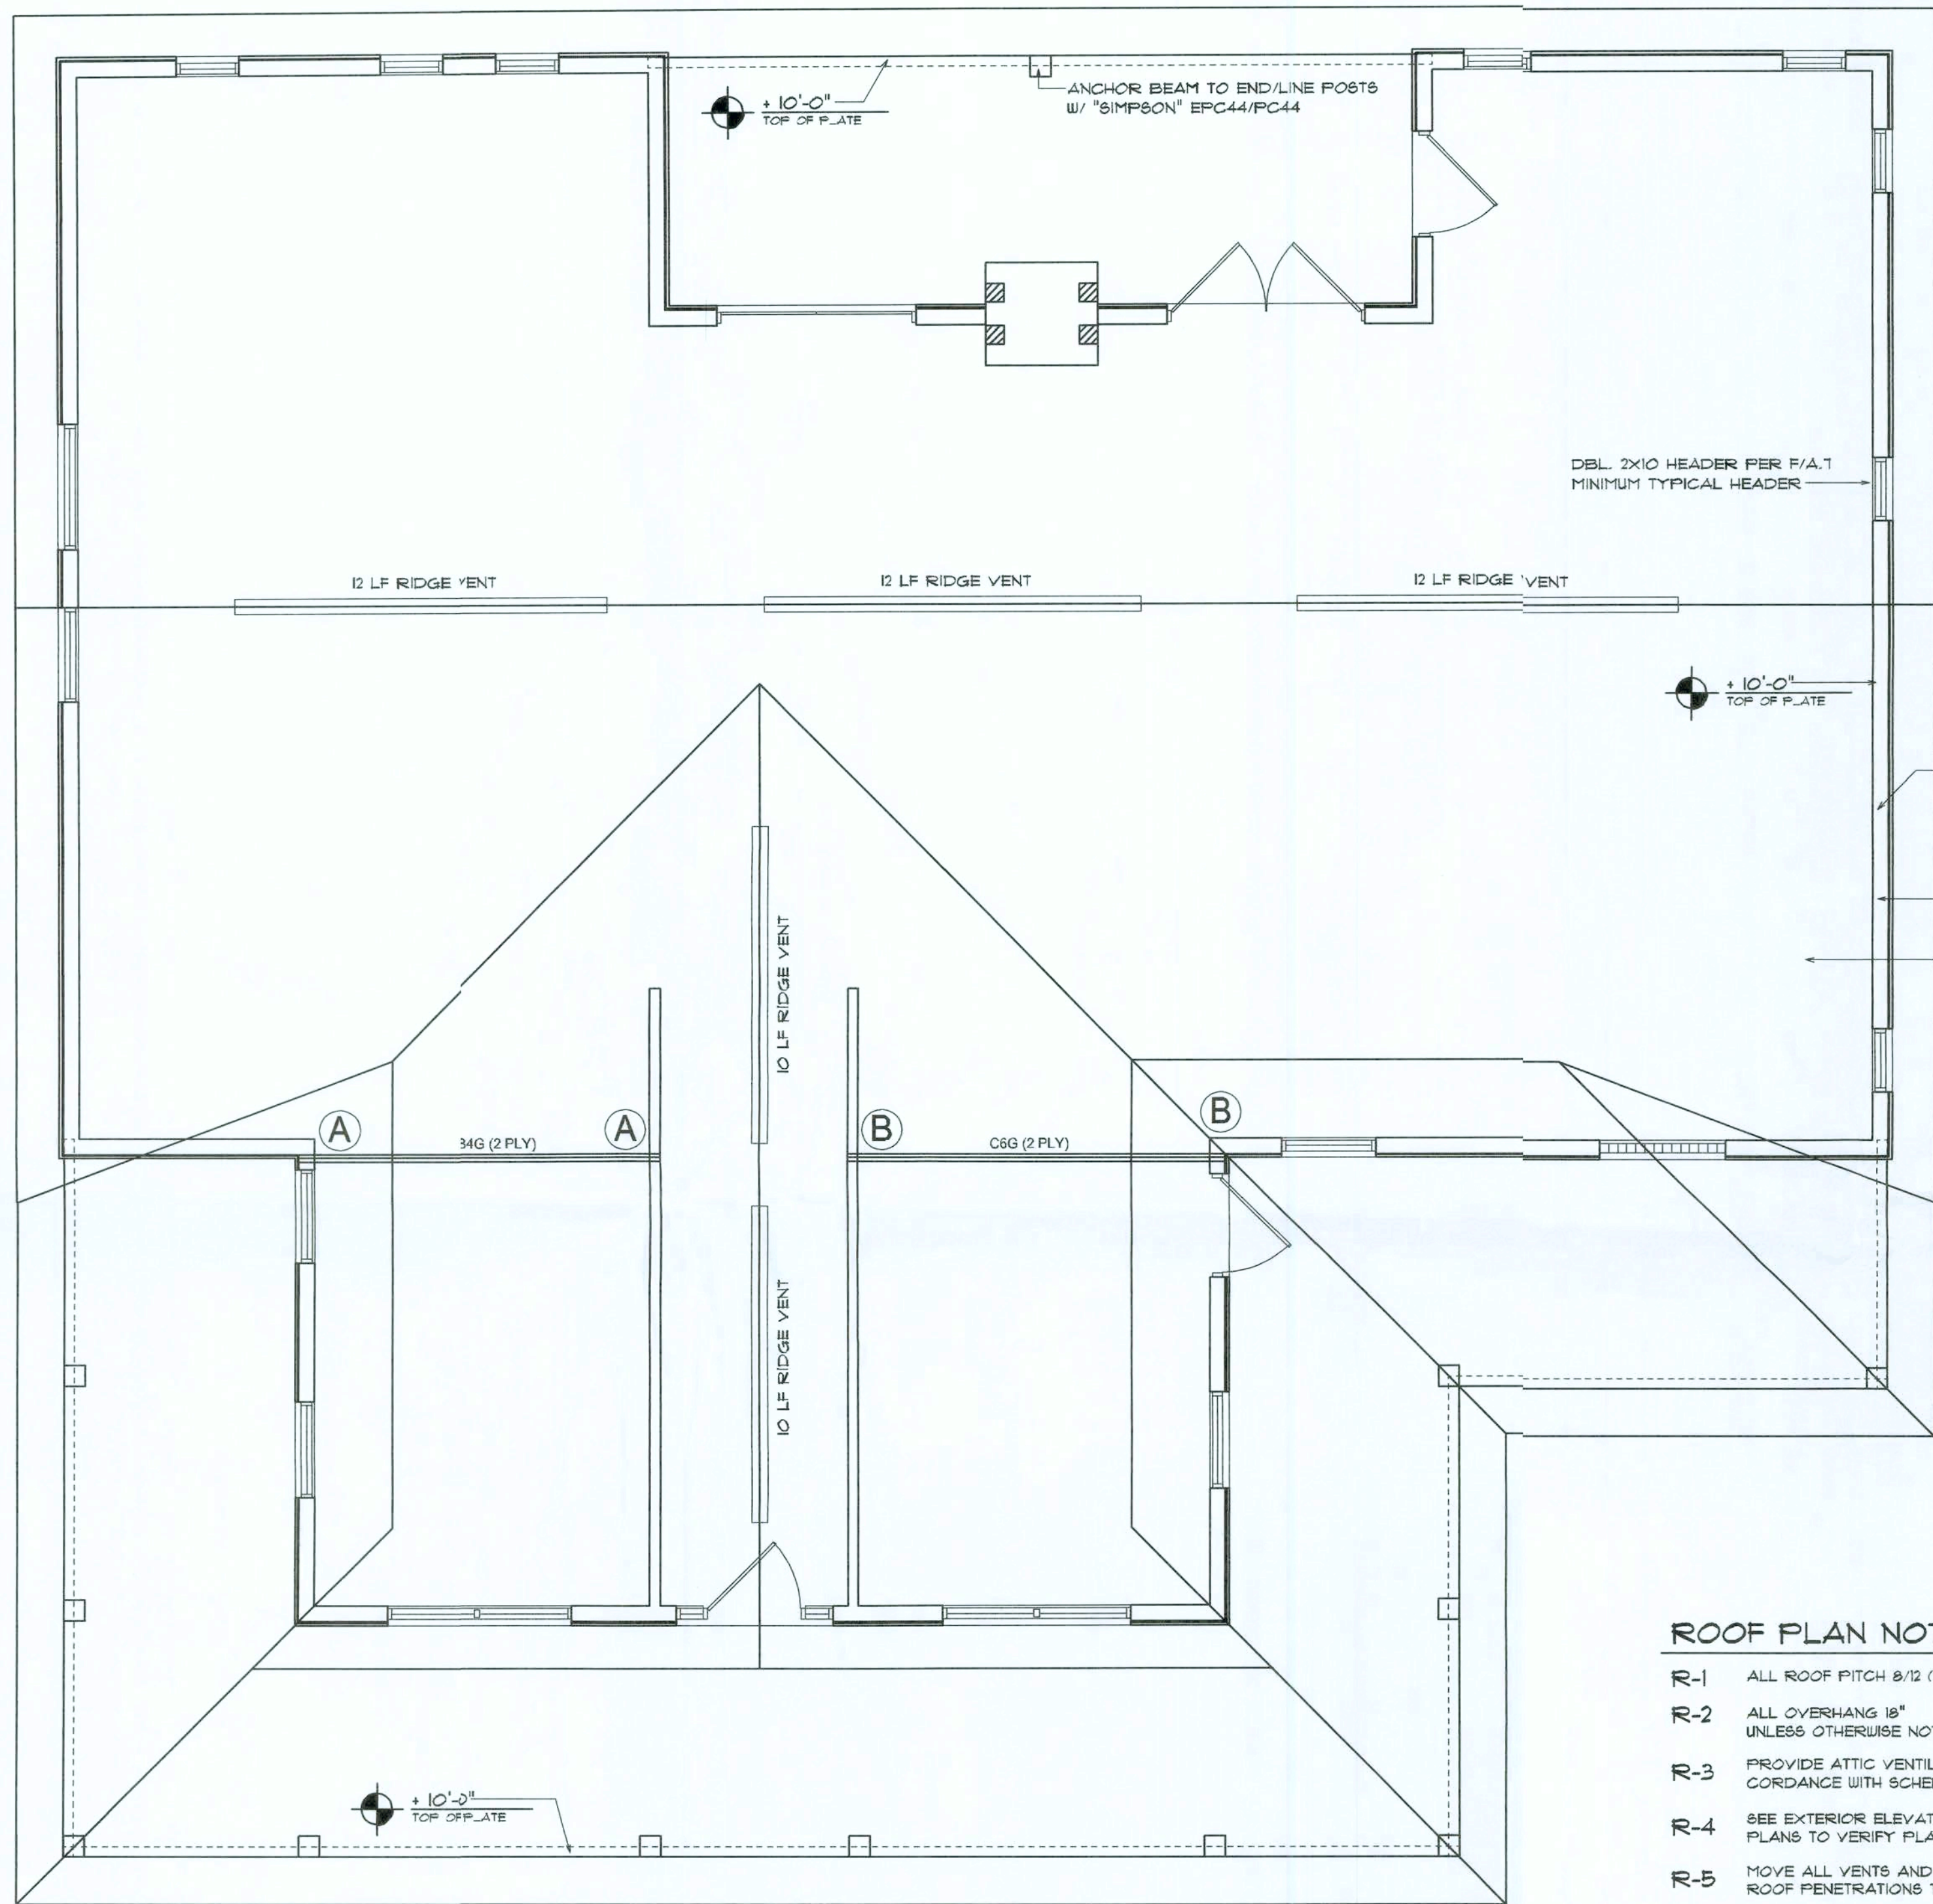 + 10'-0"
TOP OF PLATE
ANCHOR BEAM TO END/LINE POSTS
W/ "SIMPSON" EPC44/PC44
DBL. 2X10 HEADER PER F/A.7
MINIMUM TYPICAL HEADER
12 LF RIDGE VENT
12 LF RIDGE VENT
12 LF RIDGE VENT
+ 10'-0"
TOP OF PLATE
10 LF RIDGE VENT
A
34G (2 PLY)
A
B
C6G (2 PLY)
B
10 LF RIDGE VENT
+ 10'-0"
TOP OF PLATE
ROOF PLAN NOT
R-1 ALL ROOF PITCH 8/12 (
R-2 ALL OVERHANG 18"
UNLESS OTHERWISE NOT
R-3 PROVIDE ATTIC VENTIL
CORDANCE WITH SCHE
R-4 SEE EXTERIOR ELEVAT
PLANS TO VERIFY PLA
R-5 MOVE ALL VENTS AND
ROOF PENETRATIONS T